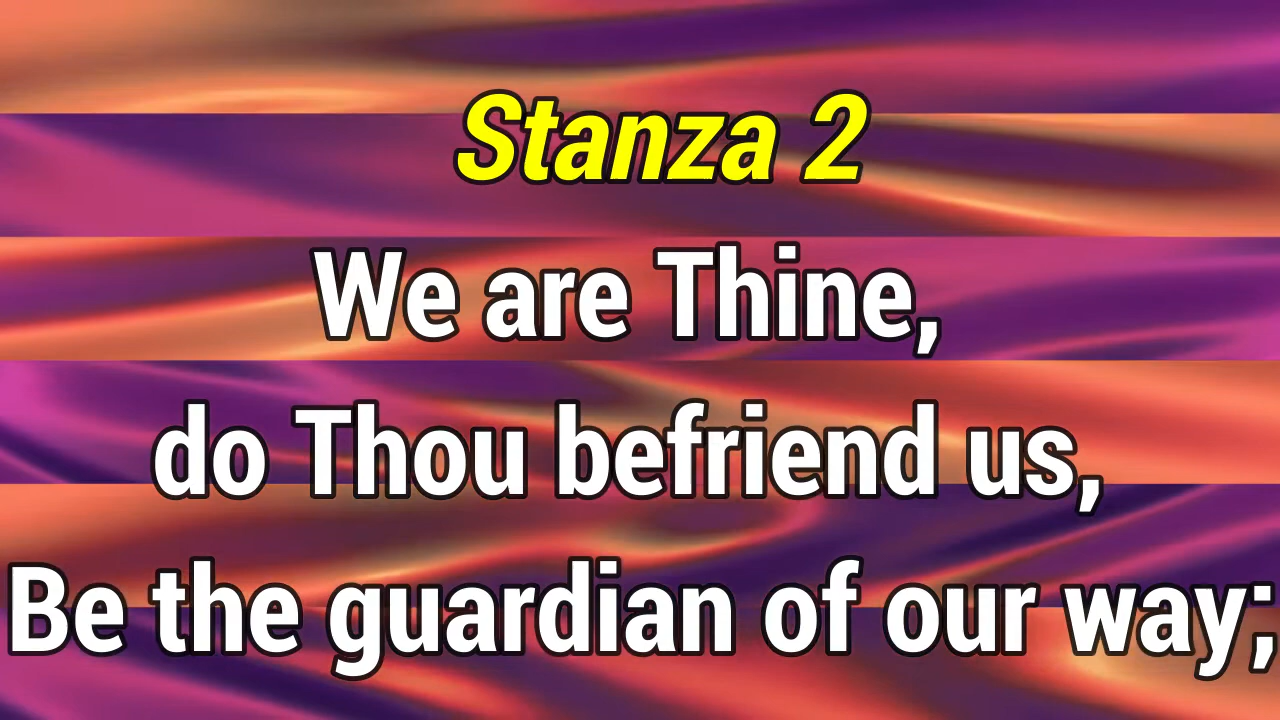 Stanza 2
We are Thine,
do Thou befriend us,
Be the guardian of our way;